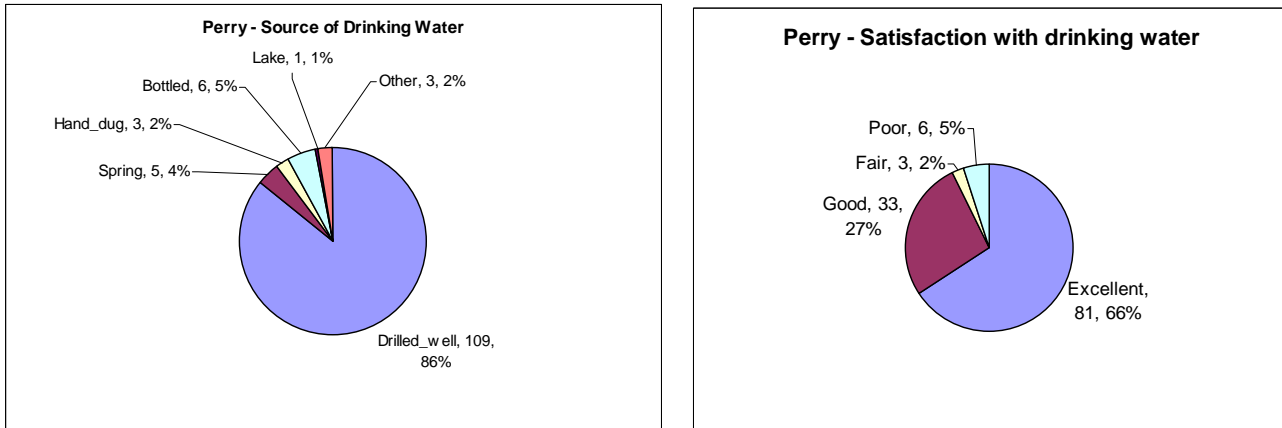 Perry - Source of Drinking Water
Lake, 1, 1%
Other, 3, 2%
Bottled, 6, 5%
Hand_dug, 3, 2%
Spring, 5, 4%
Drilled_well, 109,
86%
Perry - Satisfaction with drinking water
Poor, 6, 5%
Fair, 3, 2%
Good, 33,
27%
Excellent,
81, 66%